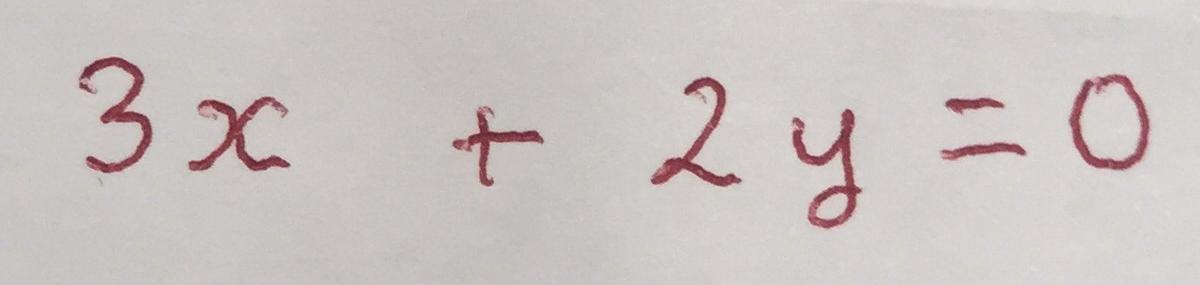 3x + 2y = 0